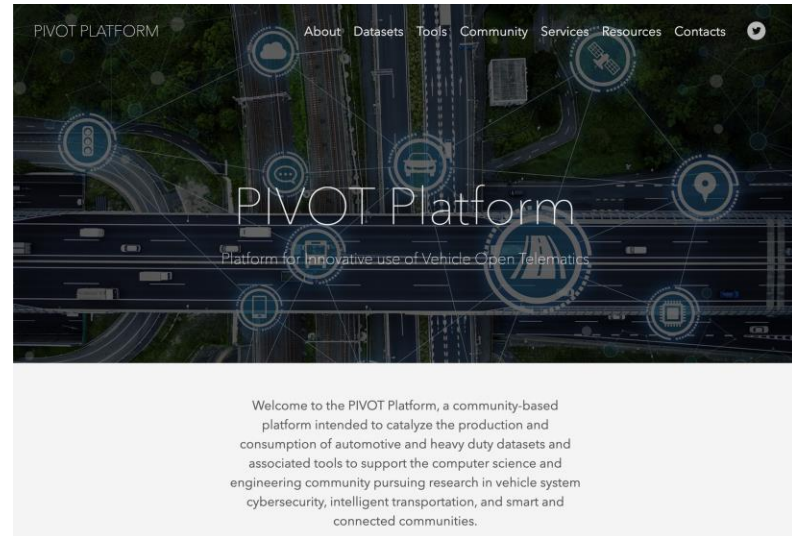 PIVOT PLATFORM
About Datasets Tools Community Services Resources Contacts
PIVOT Platform
Platform for Innovative use of Vehicle Open Telematics
Welcome to the PIVOT Platform, a community-based
platform intended to catalyze the production and
consumption of automotive and heavy duty datasets and
associated tools to support the computer science and
engineering community pursuing research in vehicle system
cybersecurity, intelligent transportation, and smart and
connected communities.